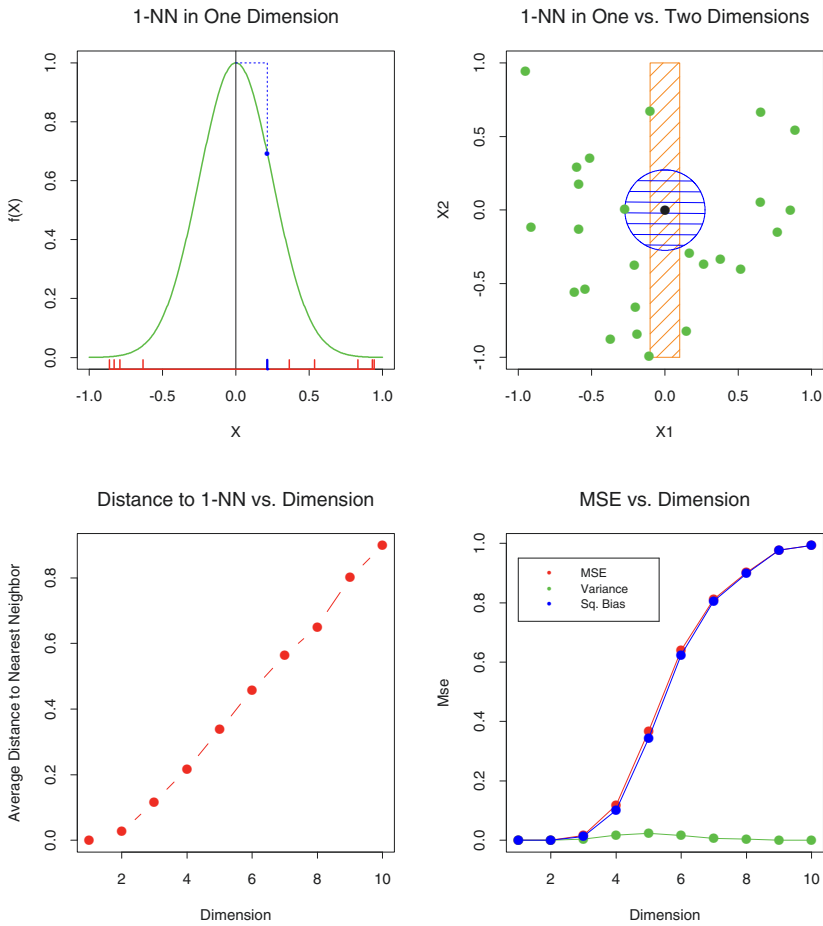 1-NN in One Dimension
f(X)
1.0
0.8
0.6
0.4
0.2
0.0
-1.0 -0.5 0.0 0.5 1.0
X
1-NN in One vs. Two Dimensions
X2
1.0
0.5
0.0
-0.5
-1.0
-1.0 -0.5 0.0 0.5 1.0
X1
Distance to 1-NN vs. Dimension
Average Distance to Nearest Neighbor
0.8
0.6
0.4
0.2
0.0
2 4 6 8 10
Dimension
MSE vs. Dimension
Mse
1.0
0.8
0.6
0.4
0.2
0.0
MSE
Variance
Sq. Bias
2 4 6 8 10
Dimension